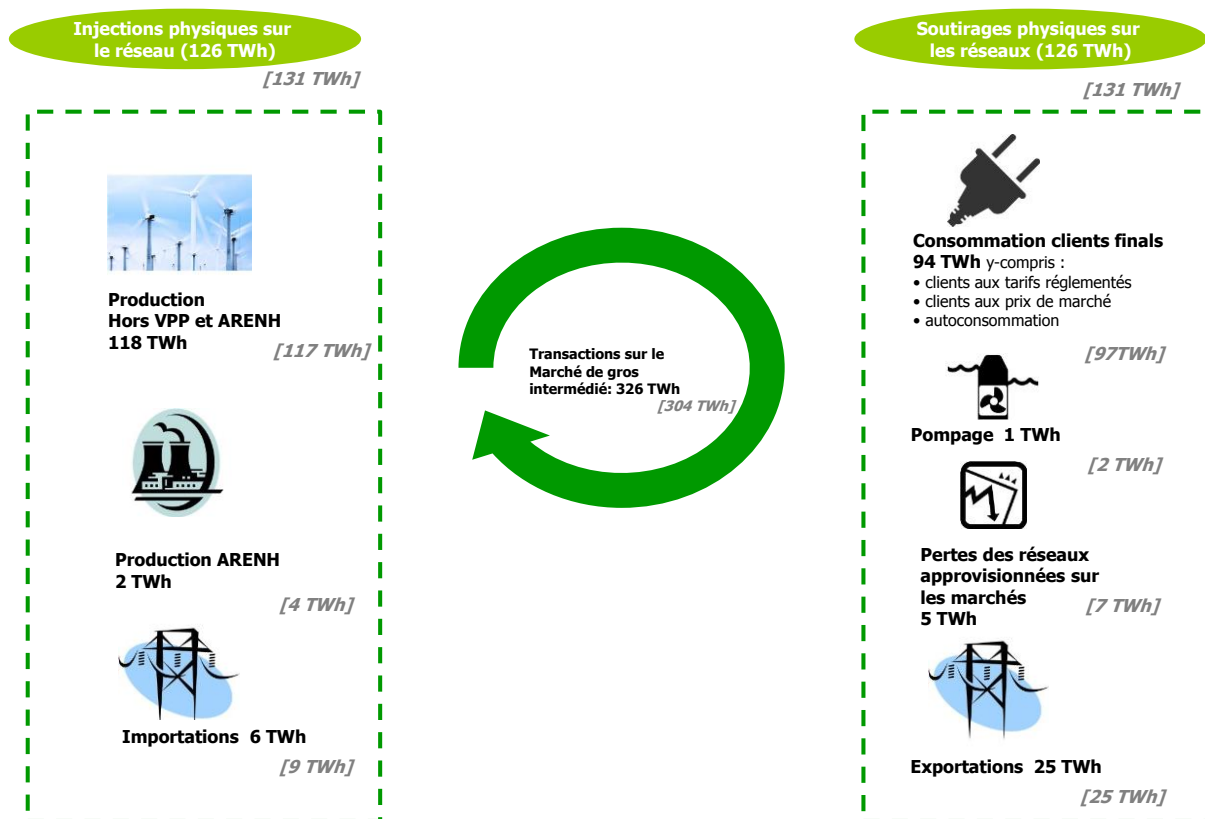 Injections physiques sur
le réseau (126 TWh)
[131 TWh]
Production
Hors VPP et ARENH
118 TWh
[117 TWh]
Production ARENH
2 TWh
[4 TWh]
Importations 6 TWh
[9 TWh]
Transactions sur le
Marché de gros
intermédié: 326 TWh
[304 TWh]
Soutirages physiques sur
les réseaux (126 TWh)
[131 TWh]
Consommation clients finals
94 TWh y-compris :
• clients aux tarifs réglementés
• clients aux prix de marché
• autoconsommation
[97TWh]
Pompage 1 TWh
[2 TWh]
Pertes des réseaux
approvisionnées sur
les marchés
5 TWh
[7 TWh]
Exportations 25 TWh
[25 TWh]